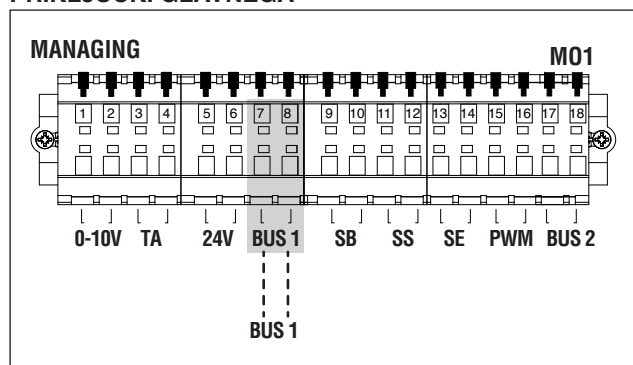 MANAGING M01
1 2 3 4 5 6 7 8 9 10 11 12 13 14 15 16 17 18
0-10V TA 24V BUS 1 SB SS SE PWM BUS 2
BUS 1